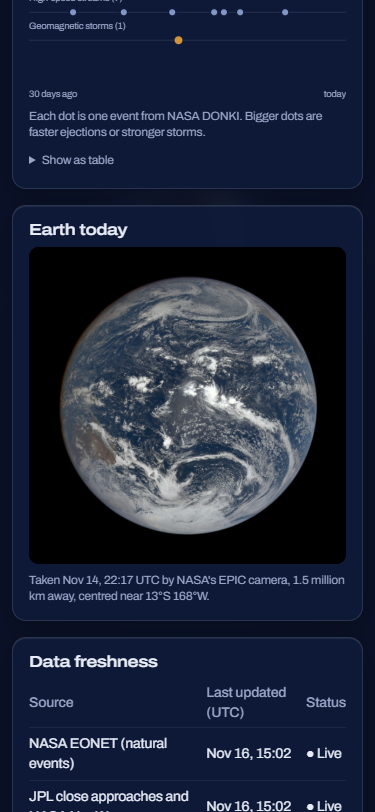 Geomagnetic storms (1)
30 days ago
today
Each dot is one event from NASA DONKI. Bigger dots are
faster ejections or stronger storms.
▶ Show as table
Earth today
Taken Nov 14, 22:17 UTC by NASA's EPIC camera, 1.5 million
km away, centred near 13°S 168°W.
Data freshness
Source
Last updated
(UTC)
Status
NASA EONET (natural
events)
Nov 16, 15:02
● Live
JPL close approaches and
Nov 16, 15:02
● Live